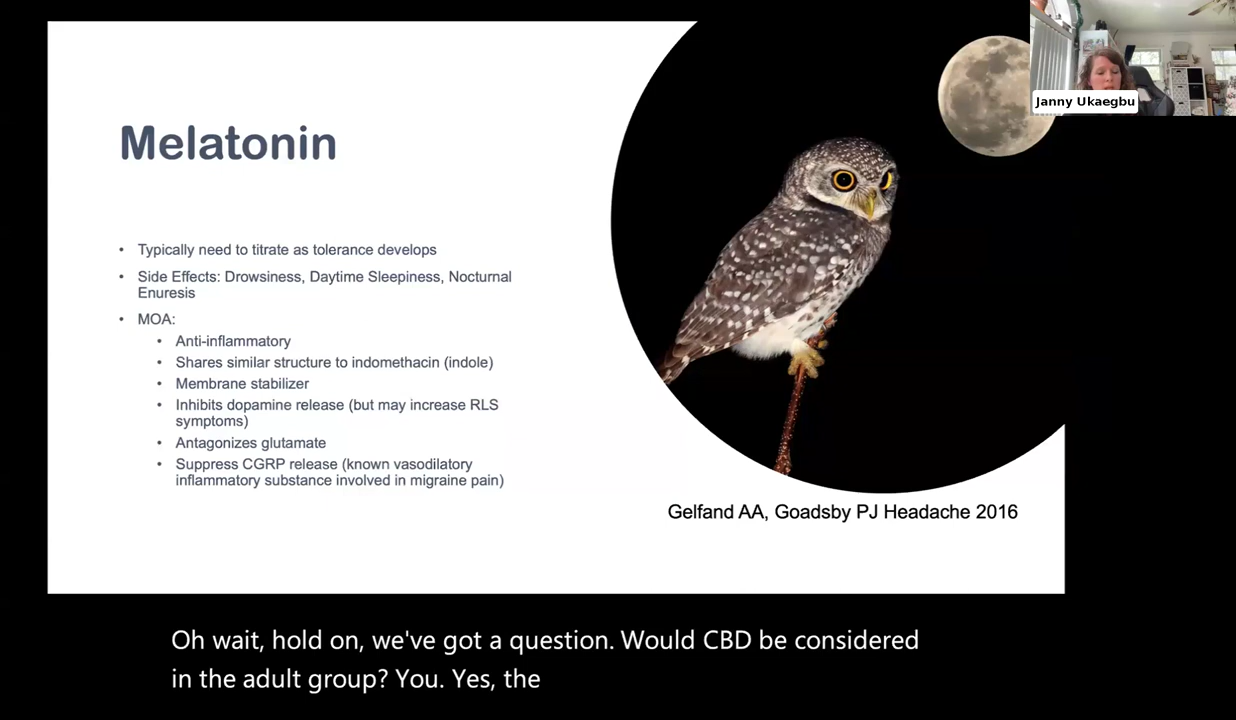 Janny Ukaegbu
Melatonin
• Typically need to titrate as tolerance develops
• Side Effects: Drowsiness, Daytime Sleepiness, Nocturnal
Enuresis
• MOA:
• Anti-inflammatory
• Shares similar structure to indomethacin (indole)
• Membrane stabilizer
• Inhibits dopamine release (but may increase RLS
symptoms)
• Antagonizes glutamate
• Suppress CGRP release (known vasodilatory
inflammatory substance involved in migraine pain)
Gelfand AA, Goadsby PJ Headache 2016
Oh wait, hold on, we've got a question. Would CBD be considered
in the adult group? You. Yes, the